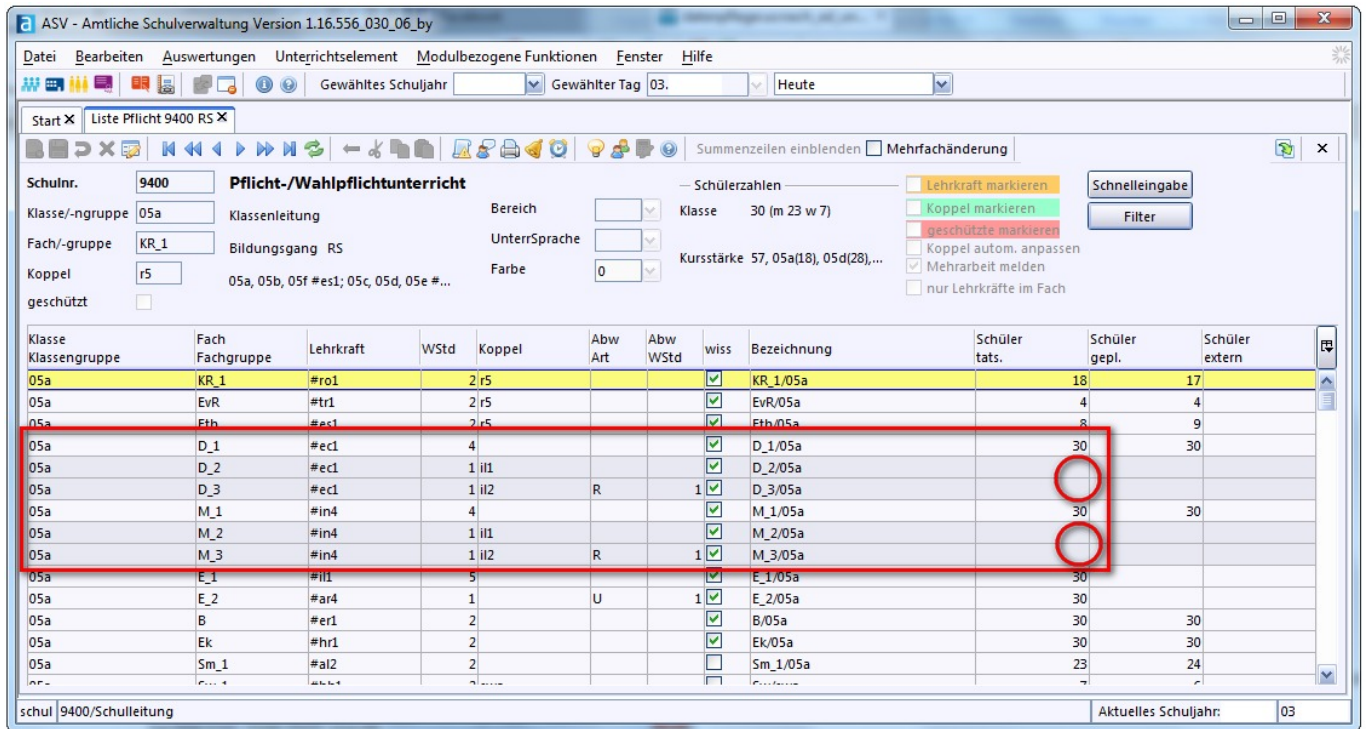 ASV - Amtliche Schulverwaltung Version 1.16.556_030_06_by
Datei Bearbeiten Auswertungen Unterrichtselement Modulbezogene Funktionen Fenster Hilfe
Gewähltes Schuljahr Gewählter Tag 03. Heute
Start X Liste Pflicht 9400 RS X
Summenzeilen einblenden Mehrfachänderung
Schulnr. 9400 Pflicht-/Wahlpflichtunterricht Schülerzahlen Lehrkraft markieren Schnelleingabe
Klasse/-ngruppe 05a Klassenleitung Bereich Klasse 30 (m 23 w 7) Koppel markieren Filter
geschützte markieren
Fach/-gruppe KR_1 Bildungsgang RS UnterrSprache Kursstärke 57, 05a(18), 05d(28),... Koppel autom. anpassen
Koppel r5 05a, 05b, 05f #es1; 05c, 05d, 05e #... Farbe 0 Mehrarbeit melden
geschützt nur Lehrkräfte im Fach
Klasse Fach Lehrkraft WStd Koppel Abw Abw wiss Bezeichnung Schüler Schüler Schüler
Klassengruppe Fachgruppe Art WStd tats. gepl. extern
05a KR_1 #ro1 2 r5 KR_1/05a 18 17
05a EvR #tr1 2 r5 EvR/05a 4 4
05a Eth #es1 2 r5 Eth/05a 8 9
05a D_1 #ec1 4 D_1/05a 30 30
05a D_2 #ec1 1 il1 D_2/05a
05a D_3 #ec1 1 il2 R 1 D_3/05a
05a M_1 #in4 4 M_1/05a 30 30
05a M_2 #in4 1 il1 M_2/05a
05a M_3 #in4 1 il2 R 1 M_3/05a
05a E_1 #il1 5 E_1/05a 30
05a E_2 #ar4 1 U 1 E_2/05a 30
05a B #er1 2 B/05a 30 30
05a Ek #hr1 2 Ek/05a 30 30
05a Sm_1 #al2 2 Sm_1/05a 23 24
schul 9400/Schulleitung Aktuelles Schuljahr: 03